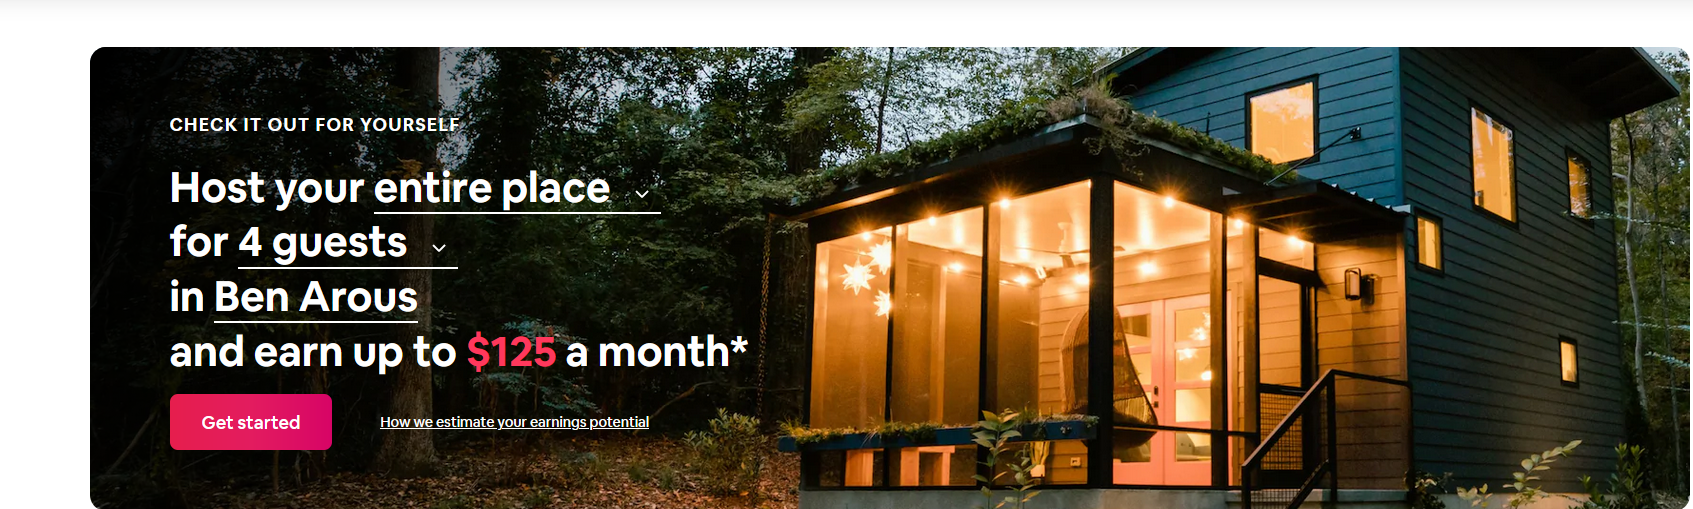 CHECK IT OUT FOR YOURSELF
Host your entire place
for 4 guests
in Ben Arous
and earn up to $125 a month*
Get started
How we estimate your earnings potential